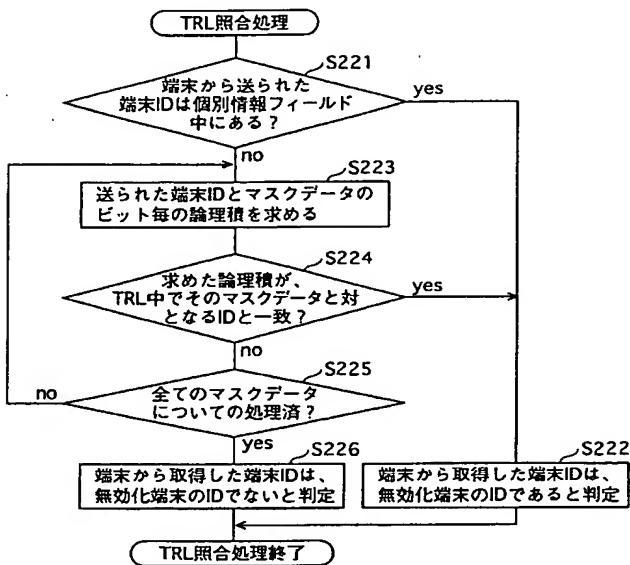 TRL照合処理
S221
端末から送られた
端末IDは個別情報フィールド
中にある？
yes
no
S223
送られた端末IDとマスクデータの
ビット毎の論理積を求める
S224
求めた論理積が、
TRL中でそのマスクデータと対
となるIDと一致？
yes
no
S225
no
全てのマスクデータ
についての処理済？
yes
S226
端末から取得した端末IDは、
無効化端末のIDでないと判定
S222
端末から取得した端末IDは、
無効化端末のIDであると判定
TRL照合処理終了